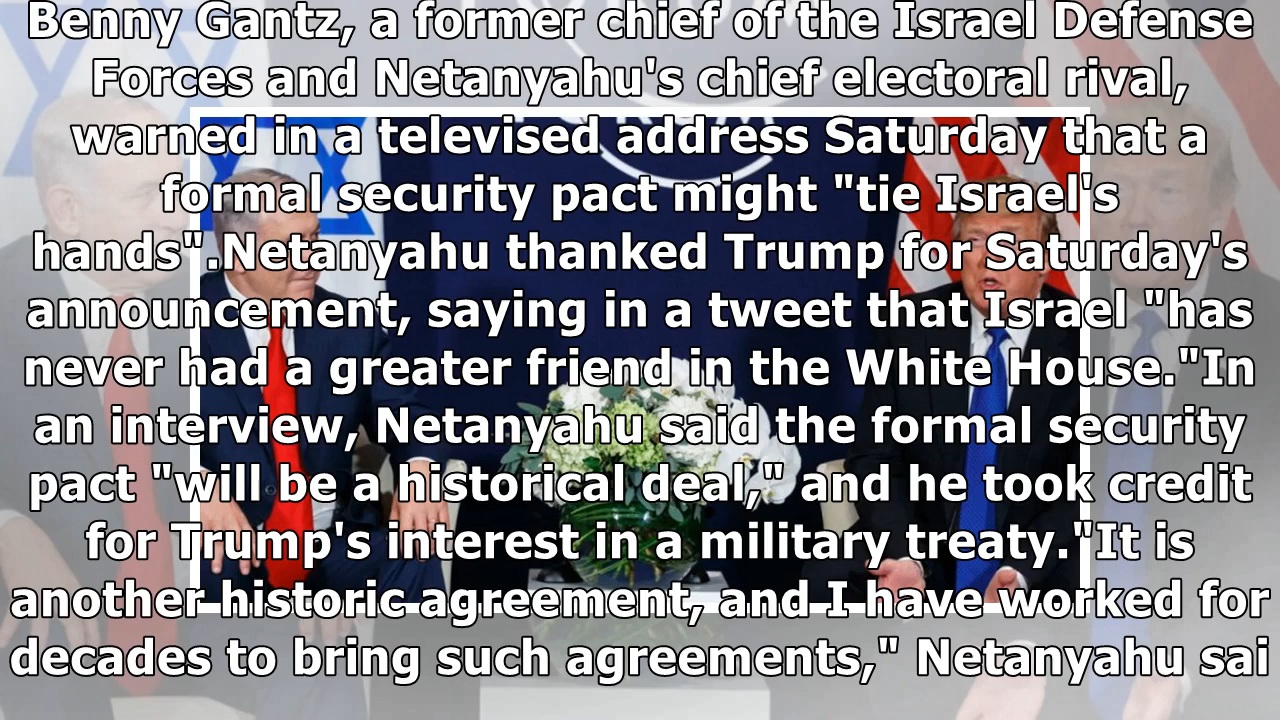 Benny Gantz, a former chief of the Israel Defense
Forces and Netanyahu's chief electoral rival,
warned in a televised address Saturday that a
formal security pact might "tie Israel's
hands".Netanyahu thanked Trump for Saturday's
announcement, saying in a tweet that Israel "has
never had a greater friend in the White House."In
an interview, Netanyahu said the formal security
pact "will be a historical deal," and he took credit
for Trump's interest in a military treaty."It is
another historic agreement, and I have worked for
decades to bring such agreements," Netanyahu sai